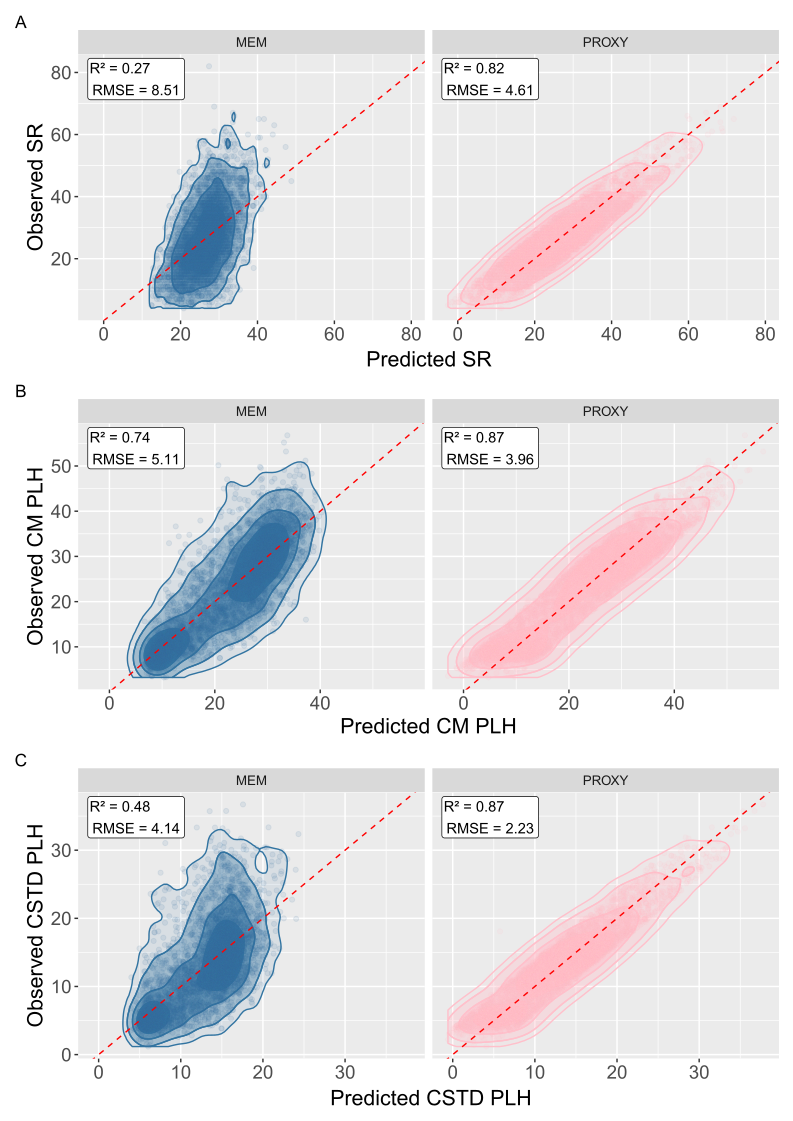 A
MEM
PROXY
R² = 0.27
RMSE = 8.51
R² = 0.82
RMSE = 4.61
80
60
40
20
Observed SR
0 20 40 60 80
0 20 40 60 80
Predicted SR
B
MEM
PROXY
R² = 0.74
RMSE = 5.11
R² = 0.87
RMSE = 3.96
50
40
30
20
10
Observed CM PLH
0 20 40
0 20 40
Predicted CM PLH
C
MEM
PROXY
R² = 0.48
RMSE = 4.14
R² = 0.87
RMSE = 2.23
30
20
10
0
Observed CSTD PLH
0 10 20 30
0 10 20 30
Predicted CSTD PLH